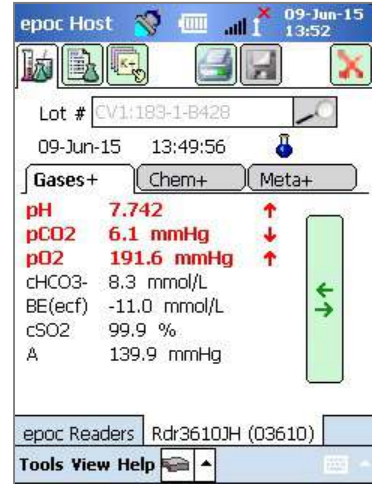 epoc Host 09-Jun-15
13:52
Lot # CV1:183-1-B428
09-Jun-15 13:49:56
Gases+ Chem+ Meta+
pH 7.742 ↑
pCO2 6.1 mmHg ↓
pO2 191.6 mmHg ↑
cHCO3- 8.3 mmol/L
BE(ecf) -11.0 mmol/L
cSO2 99.9 %
A 139.9 mmHg
epoc Readers Rdr3610JH (03610)
Tools View Help